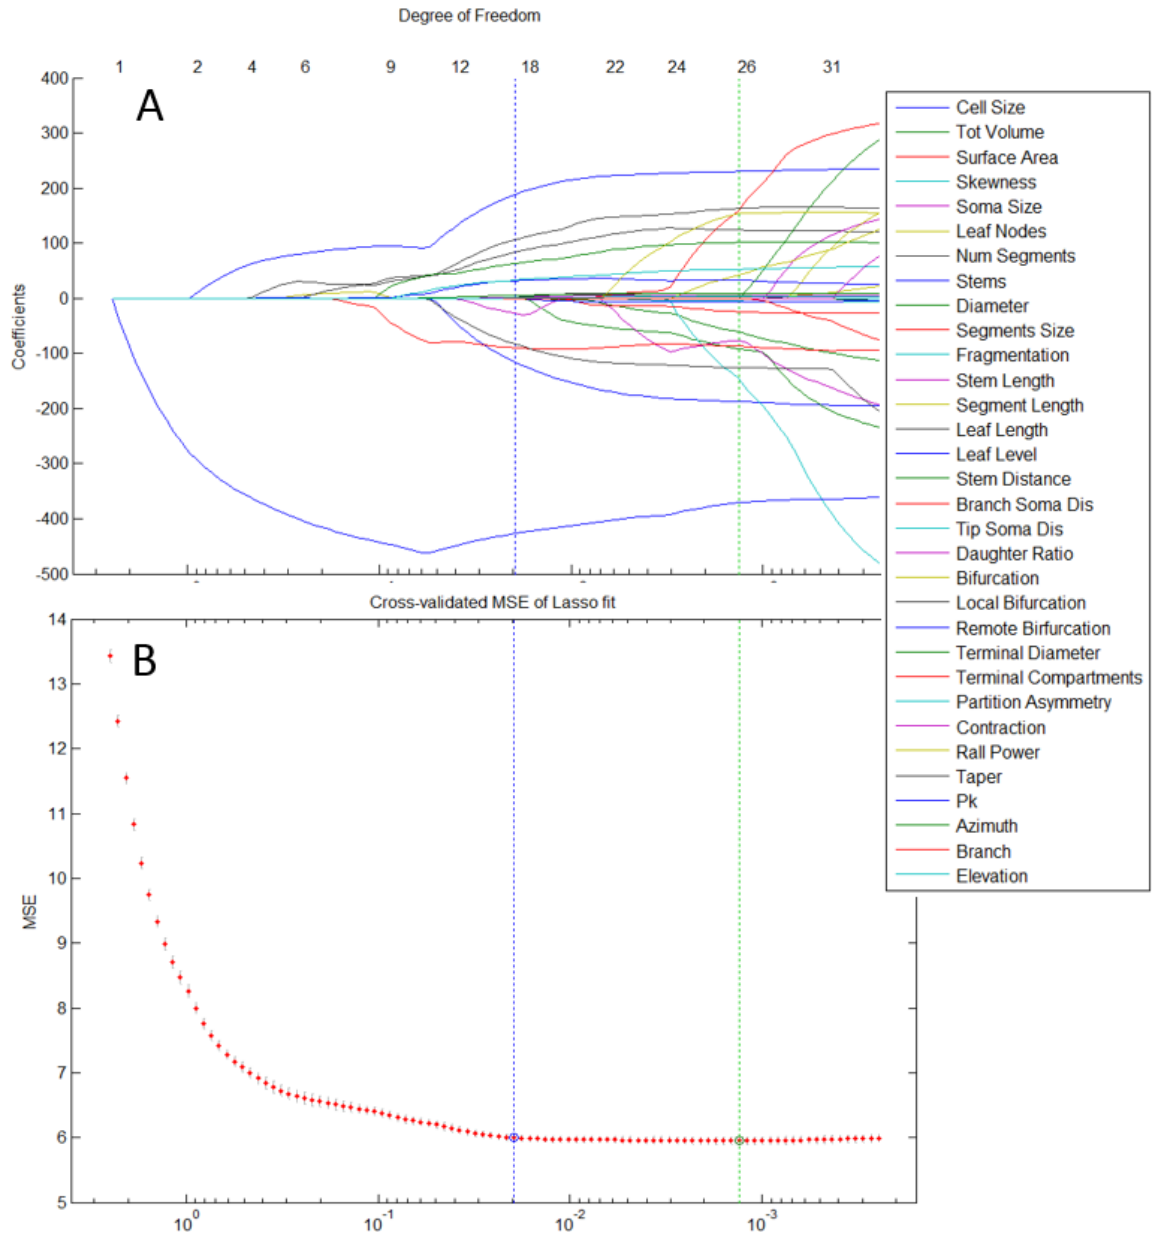 Degree of Freedom
1 2 4 6 9 12 18 22 24 26 31
A
400
300
200
100
0
-100
-200
-300
-400
-500
Coefficients
Cell Size
Tot Volume
Surface Area
Skewness
Soma Size
Leaf Nodes
Num Segments
Stems
Diameter
Segments Size
Fragmentation
Stem Length
Segment Length
Leaf Length
Leaf Level
Stem Distance
Branch Soma Dis
Tip Soma Dis
Daughter Ratio
Bifurcation
Local Bifurcation
Remote Birfurcation
Terminal Diameter
Terminal Compartments
Partition Asymmetry
Contraction
Rall Power
Taper
Pk
Azimuth
Branch
Elevation
Cross-validated MSE of Lasso fit
B
14
13
12
11
10
9
8
7
6
5
MSE
10^0 10^-1 10^-2 10^-3